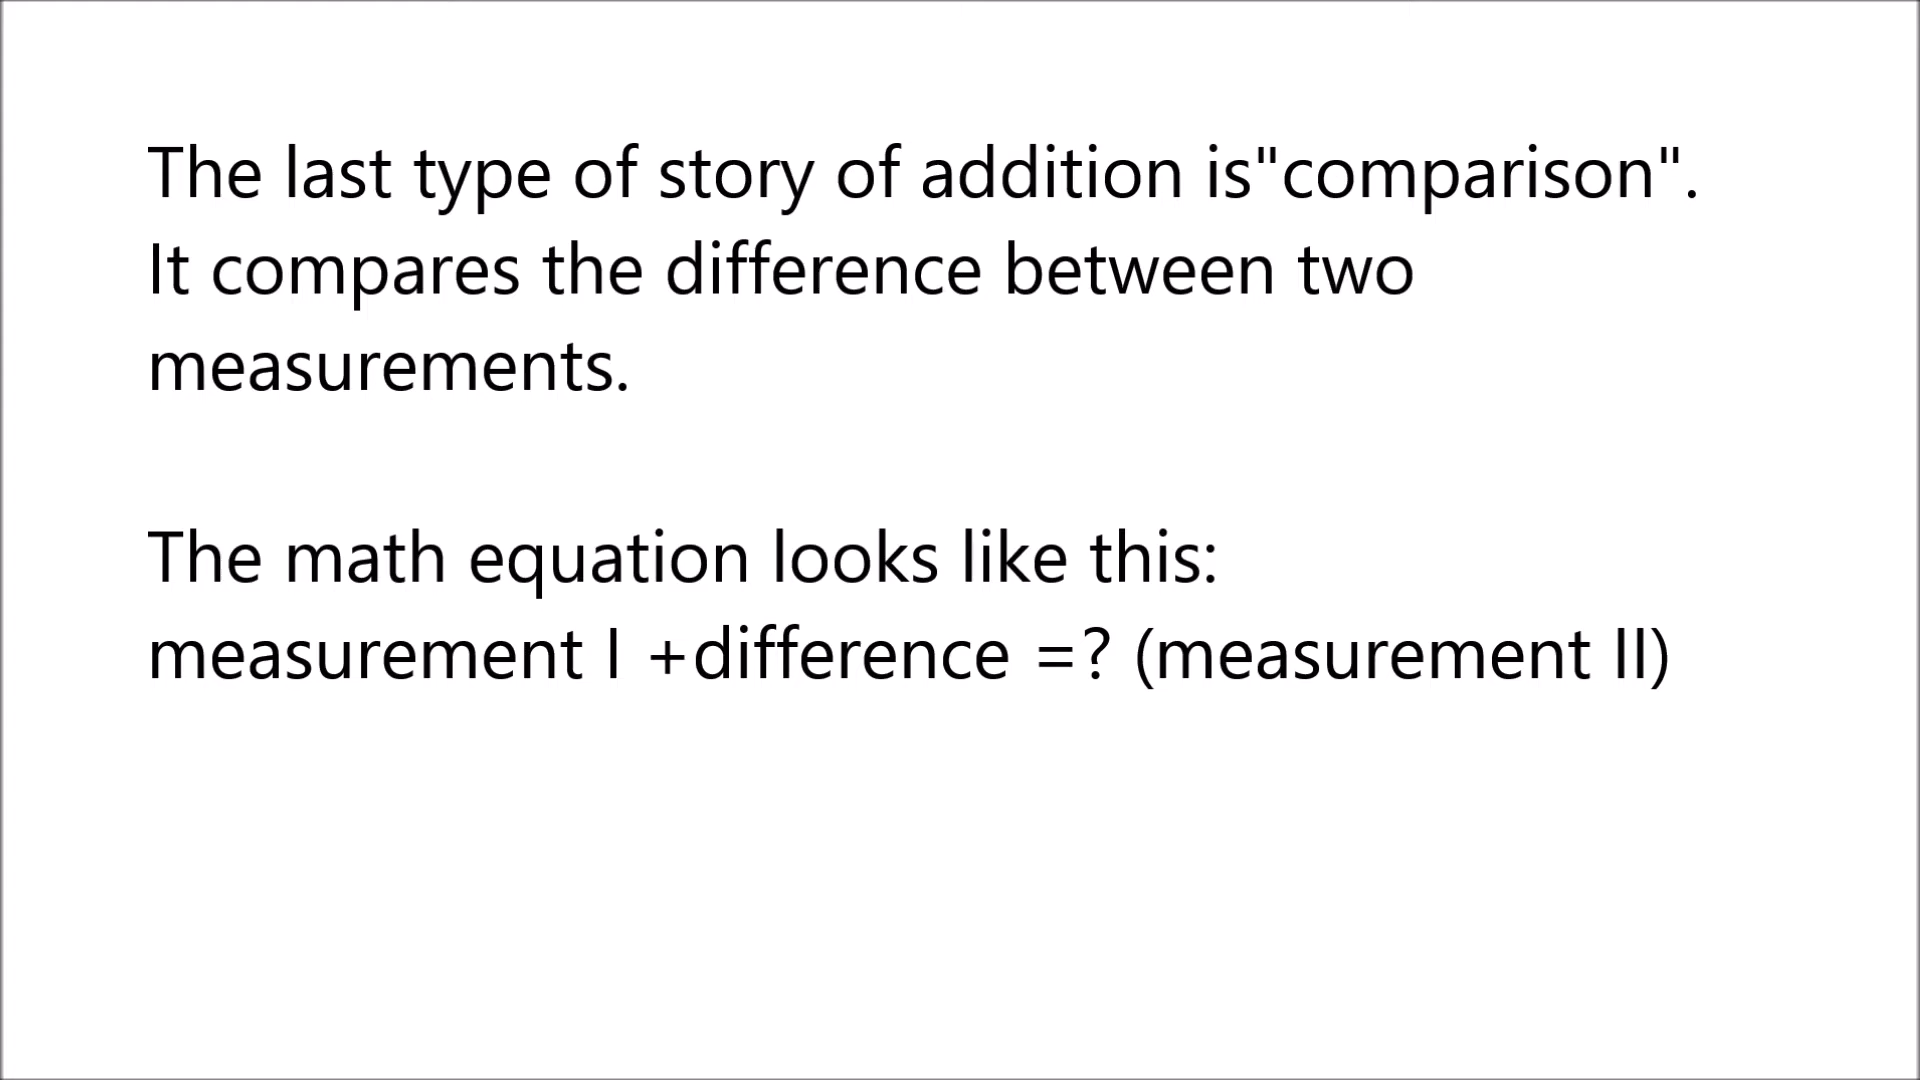 The last type of story of addition is"comparison".
It compares the difference between two
measurements.
The math equation looks like this:
measurement I +difference =? (measurement II)